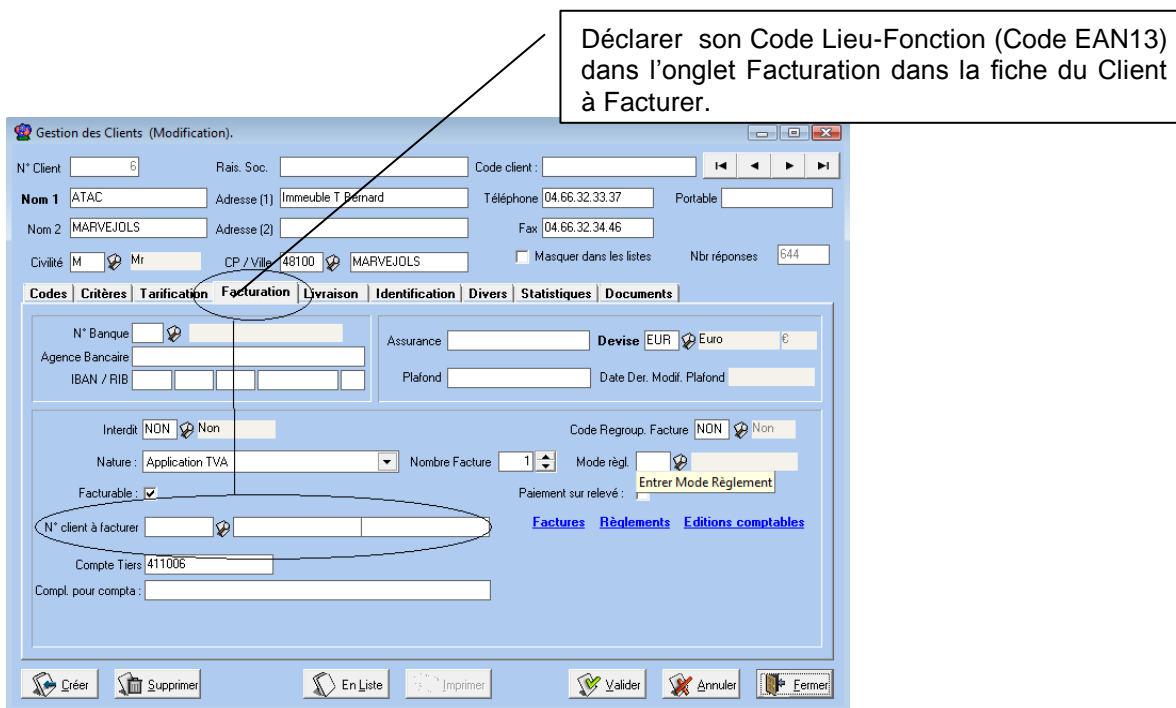 Déclarer son Code Lieu-Fonction (Code EAN13)
dans l'onglet Facturation dans la fiche du Client
à Facturer.
Gestion des Clients (Modification).
N° Client 6 Rais. Soc. Code client :
Nom 1 ATAC Adresse (1) Immeuble T Bernard Téléphone 04.66.32.33.37 Portable
Nom 2 MARVEJOLS Adresse (2) Fax 04.66.32.34.46
Civilité M Mr CP / Ville 48100 MARVEJOLS Masquer dans les listes Nbr réponses 644
Codes Critères Tarification Facturation Livraison Identification Divers Statistiques Documents
N° Banque Assurance Devise EUR Euro €
Agence Bancaire
IBAN / RIB Plafond Date Der. Modif. Plafond
Interdit NON Non Code Regroup. Facture NON Non
Nature : Application TVA Nombre Facture 1 Mode règl.
Entrer Mode Règlement
Facturable : Paiement sur relevé :
N° client à facturer Factures Règlements Editions comptables
Compte Tiers 411006
Compl. pour compta :
Créer Supprimer En Liste Imprimer Valider Annuler Fermer